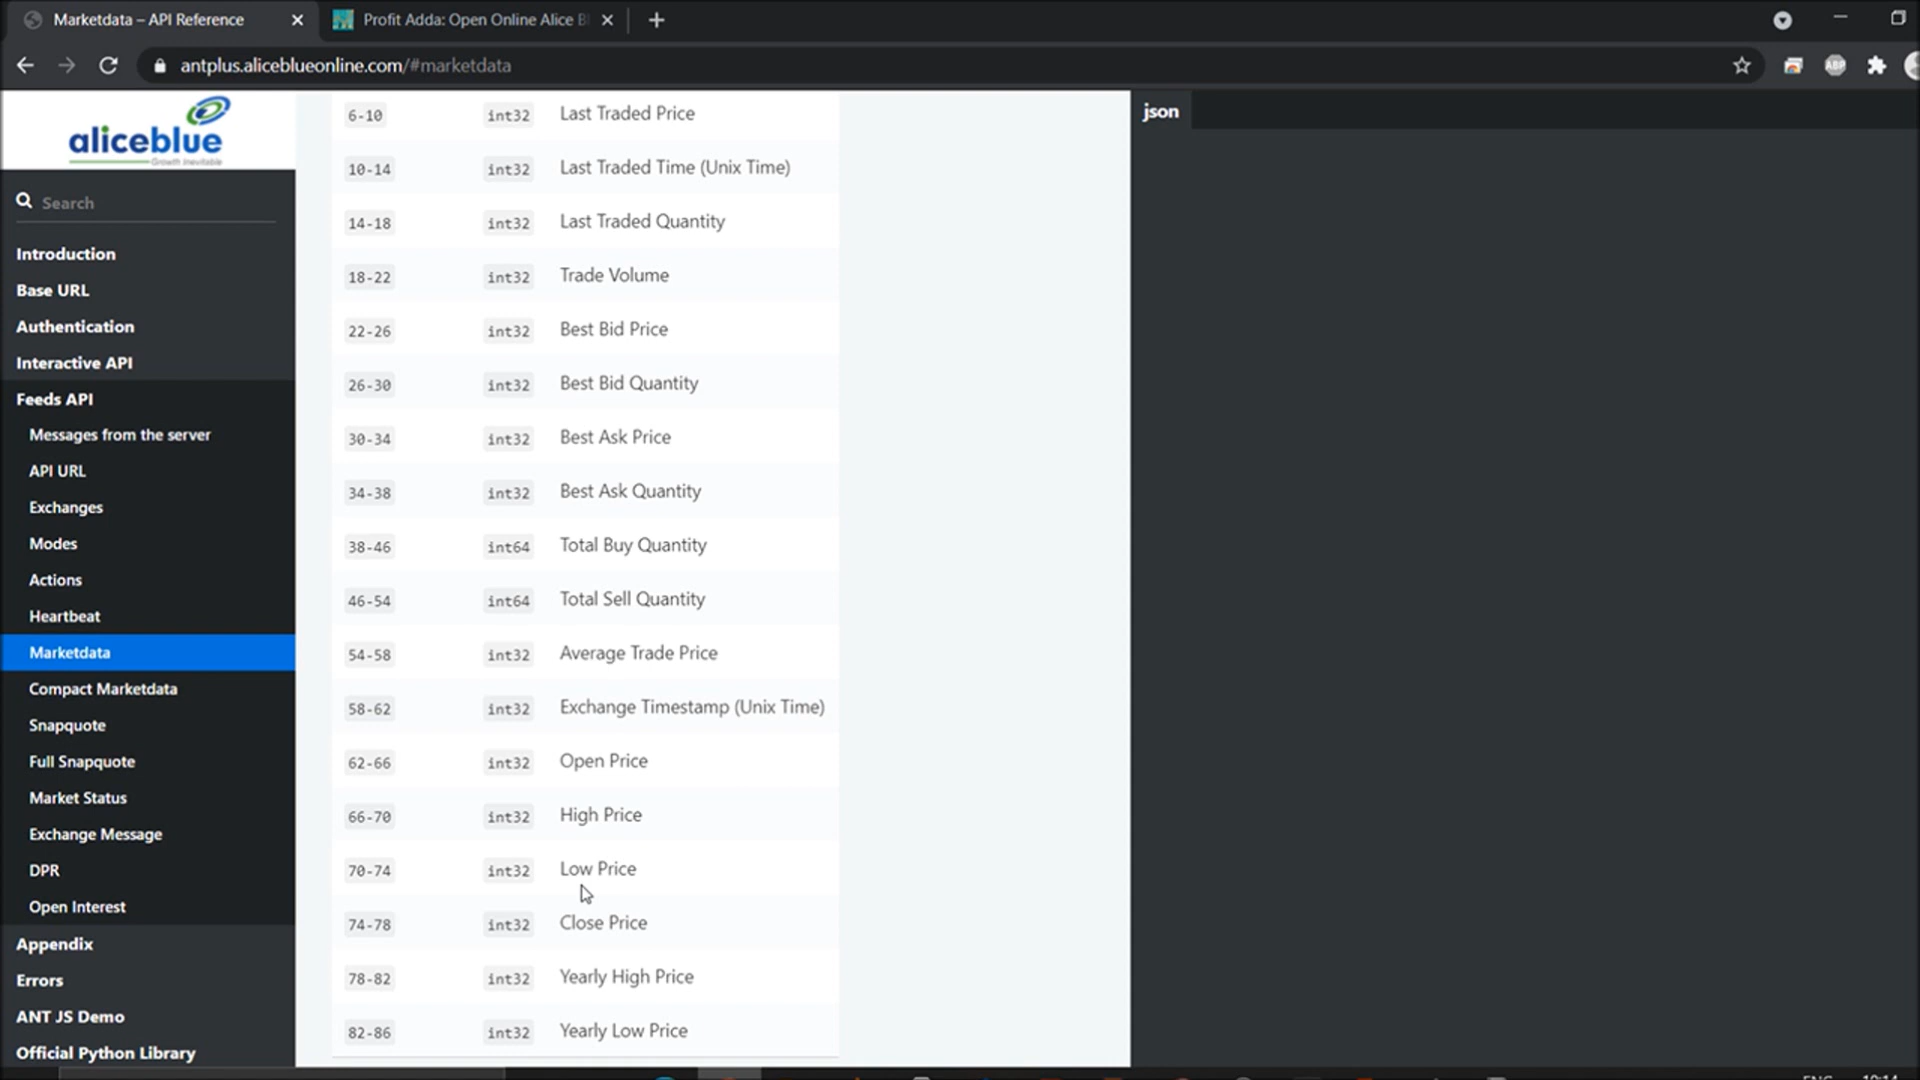 Marketdata – API Reference
Profit Adda: Open Online Alice B
antplus.aliceblueonline.com/#marketdata
ABP
aliceblue
Growth Inevitable
Search
Introduction
Base URL
Authentication
Interactive API
Feeds API
Messages from the server
API URL
Exchanges
Modes
Actions
Heartbeat
Marketdata
Compact Marketdata
Snapquote
Full Snapquote
Market Status
Exchange Message
DPR
Open Interest
Appendix
Errors
ANT JS Demo
Official Python Library
6-10 int32 Last Traded Price
10-14 int32 Last Traded Time (Unix Time)
14-18 int32 Last Traded Quantity
18-22 int32 Trade Volume
22-26 int32 Best Bid Price
26-30 int32 Best Bid Quantity
30-34 int32 Best Ask Price
34-38 int32 Best Ask Quantity
38-46 int64 Total Buy Quantity
46-54 int64 Total Sell Quantity
54-58 int32 Average Trade Price
58-62 int32 Exchange Timestamp (Unix Time)
62-66 int32 Open Price
66-70 int32 High Price
70-74 int32 Low Price
74-78 int32 Close Price
78-82 int32 Yearly High Price
82-86 int32 Yearly Low Price
json